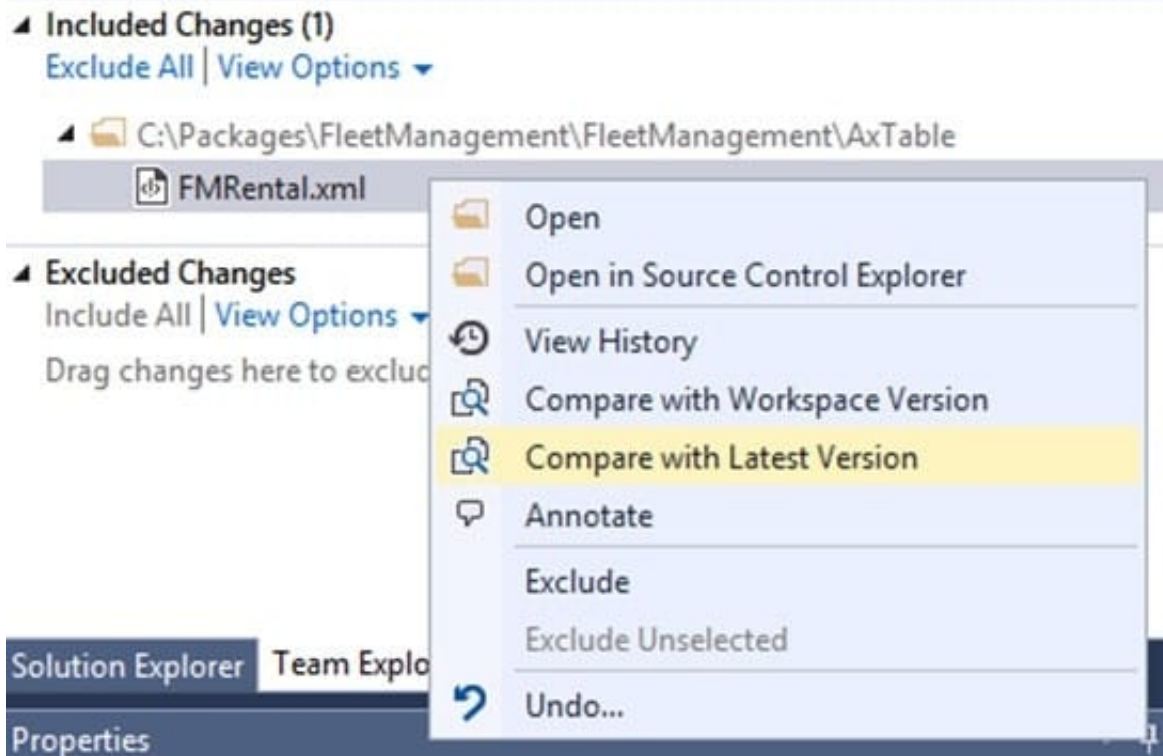 Included Changes (1)
Exclude All | View Options
C:\Packages\FleetManagement\FleetManagement\AxTable
FMRental.xml
Open
Open in Source Control Explorer
View History
Compare with Workspace Version
Compare with Latest Version
Annotate
Exclude
Exclude Unselected
Undo...
Excluded Changes
Include All | View Options
Drag changes here to exclud
Solution Explorer
Team Explo
Properties